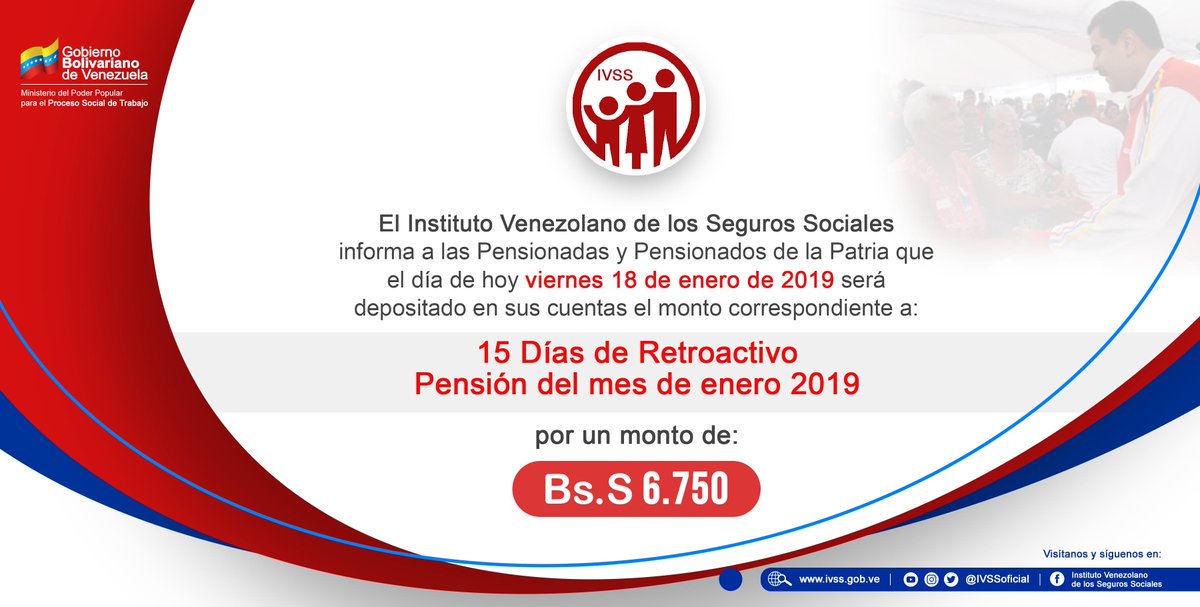 Gobierno
Bolivariano
de Venezuela
Ministerio del Poder Popular
para el Proceso Social de Trabajo
IVSS
El Instituto Venezolano de los Seguros Sociales
informa a las Pensionadas y Pensionados de la Patria que
el día de hoy viernes 18 de enero de 2019 será
depositado en sus cuentas el monto correspondiente a:
15 Días de Retroactivo
Pensión del mes de enero 2019
por un monto de:
Bs.S 6.750
Visítanos y síguenos en:
www.ivss.gob.ve
@IVSSoficial
Instituto Venezolano
de los Seguros Sociales